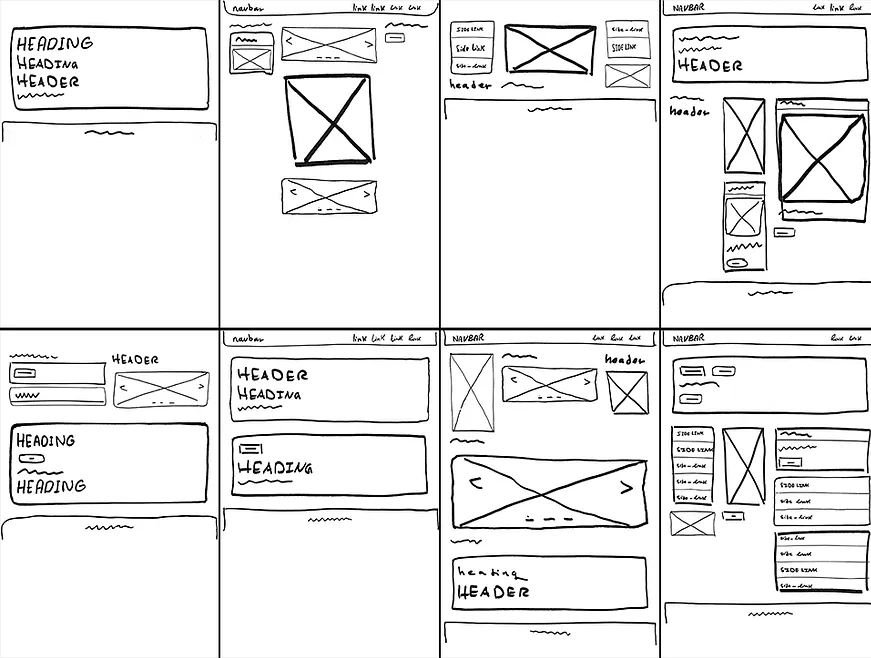 HEADING
HEADING
HEADER
navbar link link link link
SIDE LINK
Side Link
Side - Link
header
Side - Link
SIDE LINK
NAVBAR Link Link Link
HEADER
header
HEADER
HEADING
HEADING
navbar link Link Link Link
HEADER
HEADING
HEADING
NAVBAR Link Link Link
header
heading
HEADER
NAVBAR Link Link
SIDE LINK
SIDE LINK
Side - Link
Side - Link
Side - Link
SIDE LINK
Side Link
Side - Link
Side - Link
Side Link
SIDE LINK
Side - Link